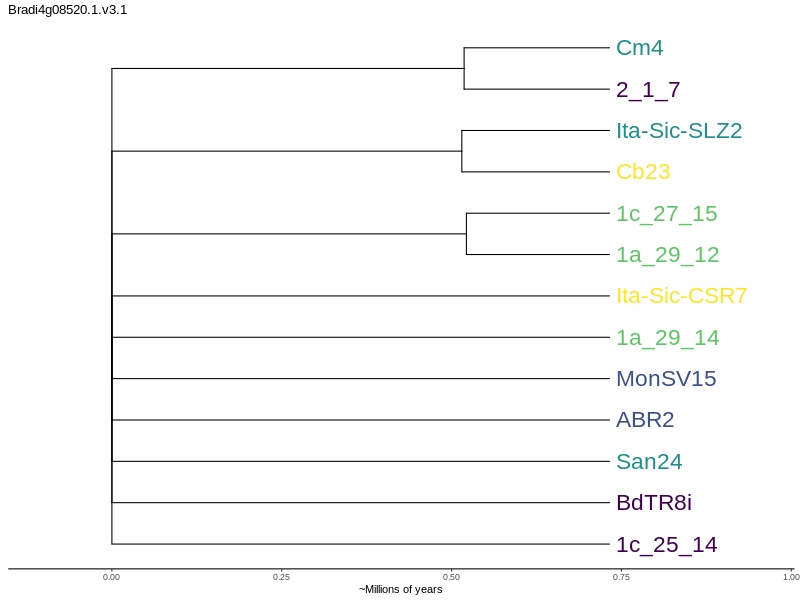 Bradi4g08520.1.v3.1
Cm4
2_1_7
Ita-Sic-SLZ2
Cb23
1c_27_15
1a_29_12
Ita-Sic-CSR7
1a_29_14
MonSV15
ABR2
San24
BdTR8i
1c_25_14
0.00 0.25 0.50 0.75 1.00
~Millions of years